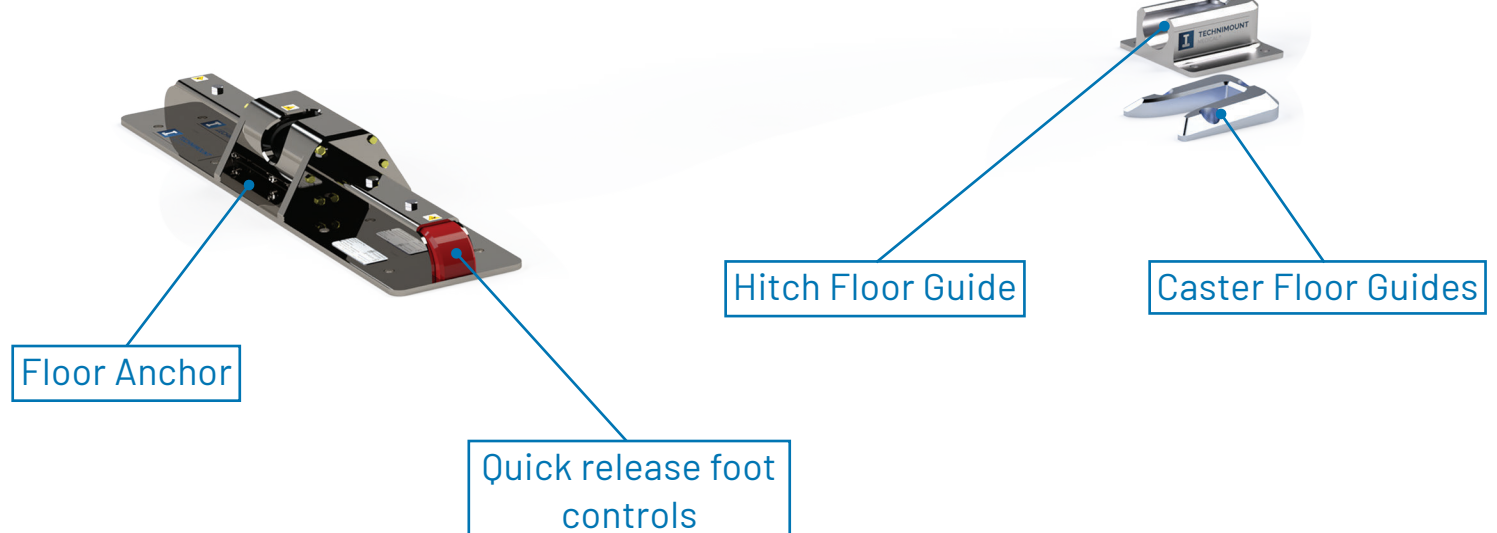 TECHNIMOUNT
Hitch Floor Guide
Caster Floor Guides
Floor Anchor
Quick release foot
controls